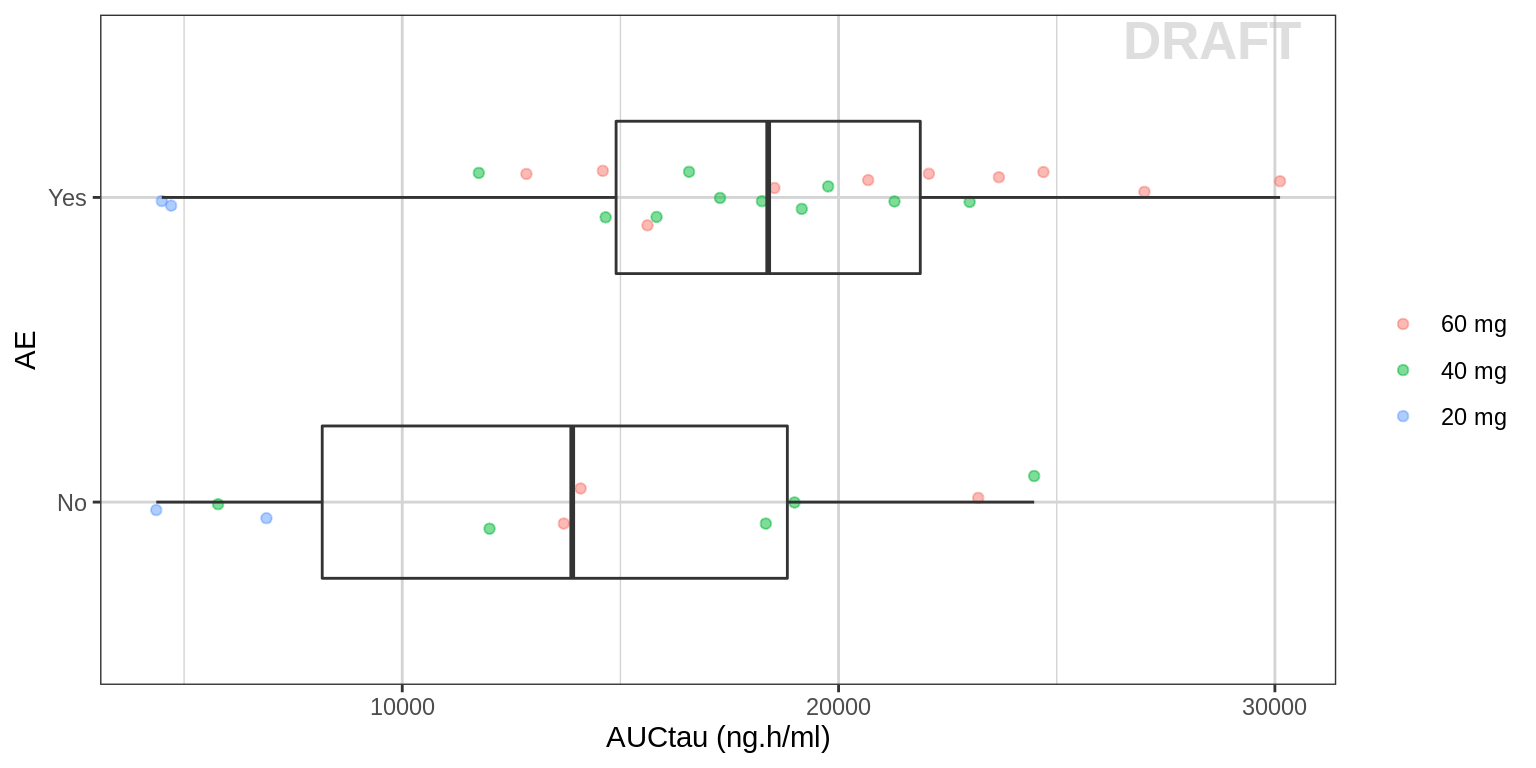 DRAFT
Yes
No
AE
10000 20000 30000
AUCtau (ng.h/ml)
60 mg
40 mg
20 mg